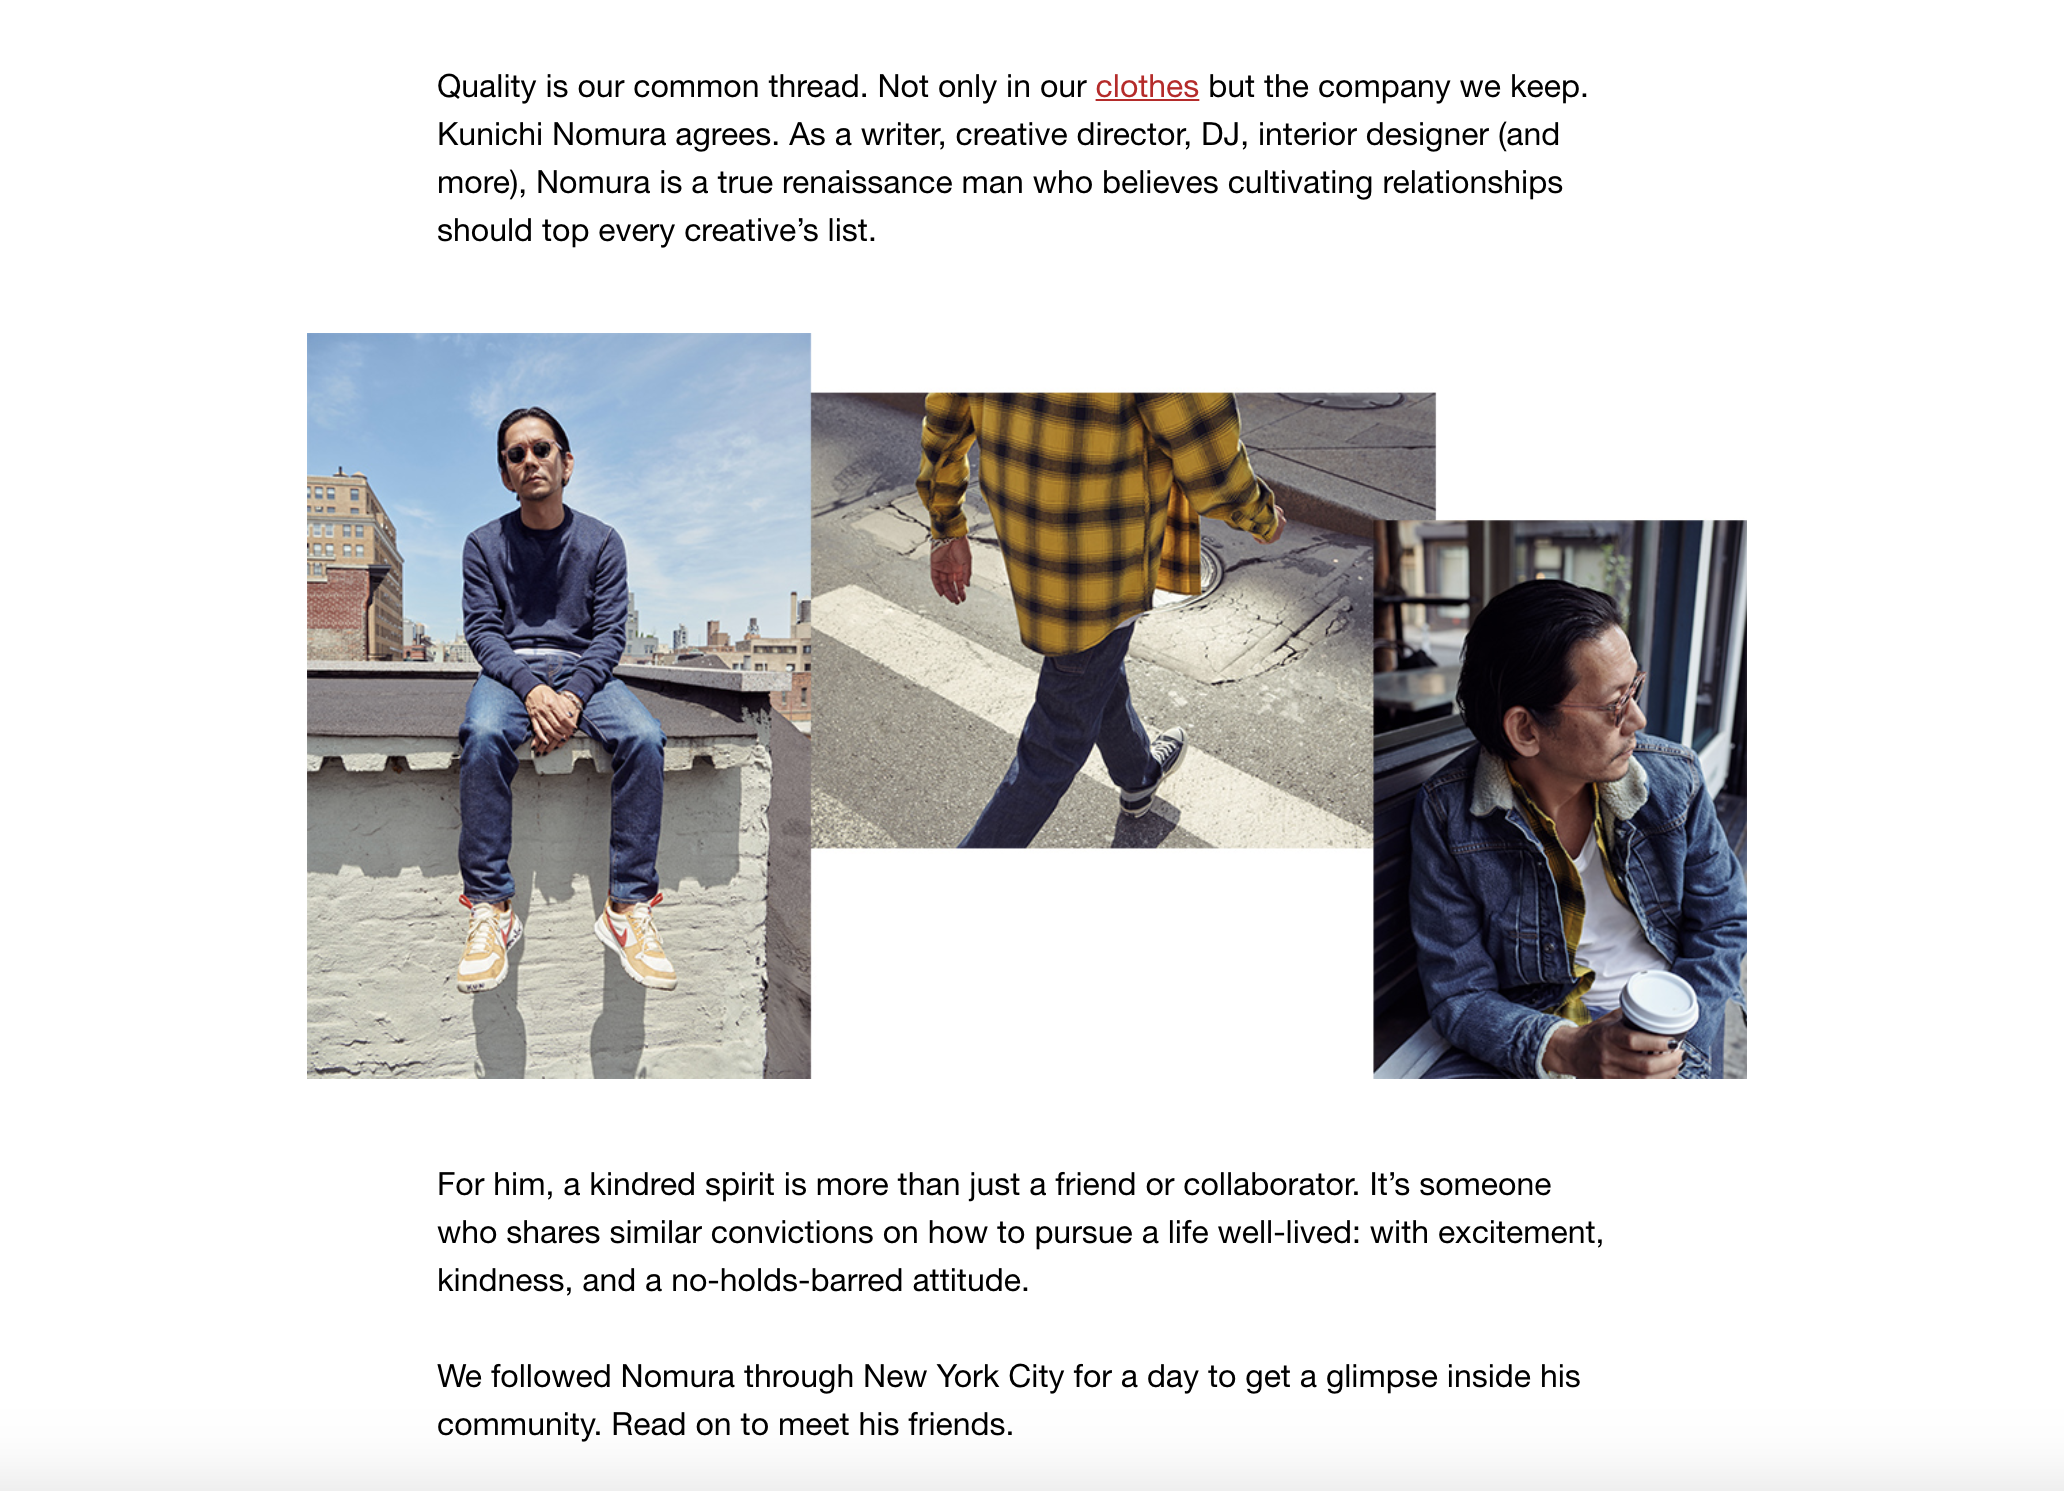 Quality is our common thread. Not only in our clothes but the company we keep.
Kunichi Nomura agrees. As a writer, creative director, DJ, interior designer (and
more), Nomura is a true renaissance man who believes cultivating relationships
should top every creative’s list.
KUN
For him, a kindred spirit is more than just a friend or collaborator. It’s someone
who shares similar convictions on how to pursue a life well-lived: with excitement,
kindness, and a no-holds-barred attitude.
We followed Nomura through New York City for a day to get a glimpse inside his
community. Read on to meet his friends.